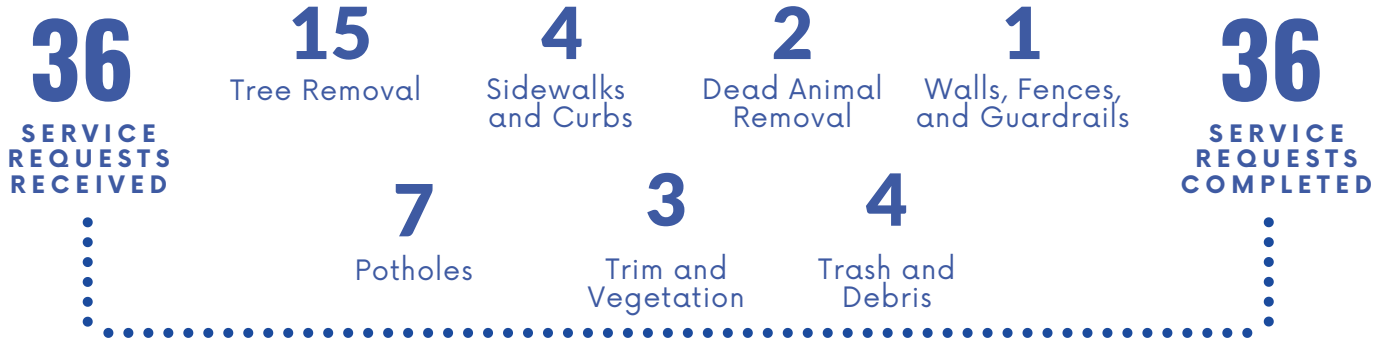 36
SERVICE
REQUESTS
RECEIVED
15
Tree Removal
4
Sidewalks
and Curbs
2
Dead Animal
Removal
1
Walls, Fences,
and Guardrails
7
Potholes
3
Trim and
Vegetation
4
Trash and
Debris
36
SERVICE
REQUESTS
COMPLETED